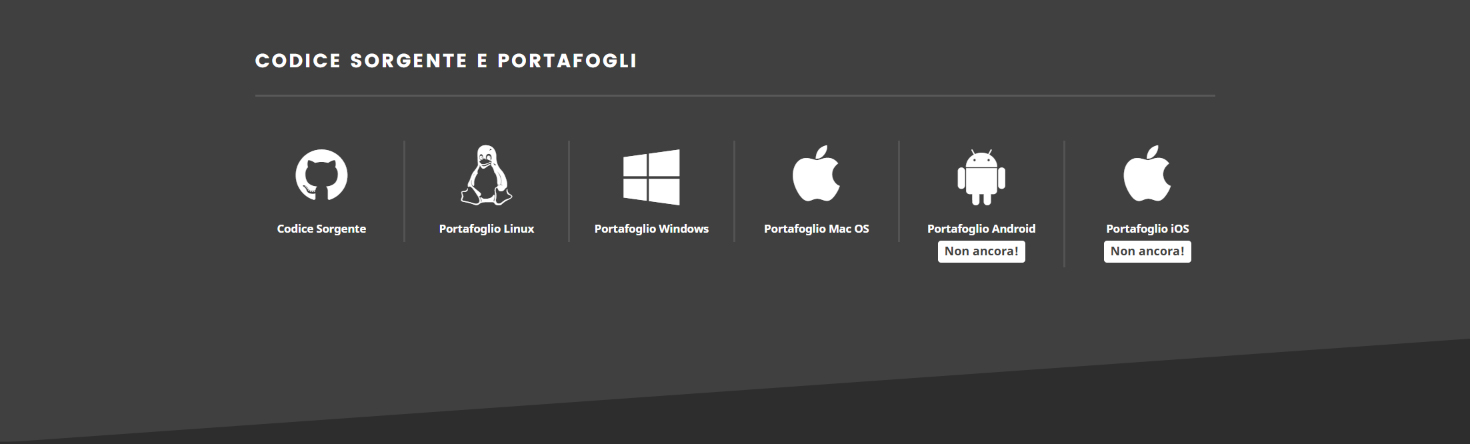 CODICE SORGENTE E PORTAFOGLI
Codice Sorgente
Portafoglio Linux
Portafoglio Windows
Portafoglio Mac OS
Portafoglio Android
Non ancora!
Portafoglio iOS
Non ancora!